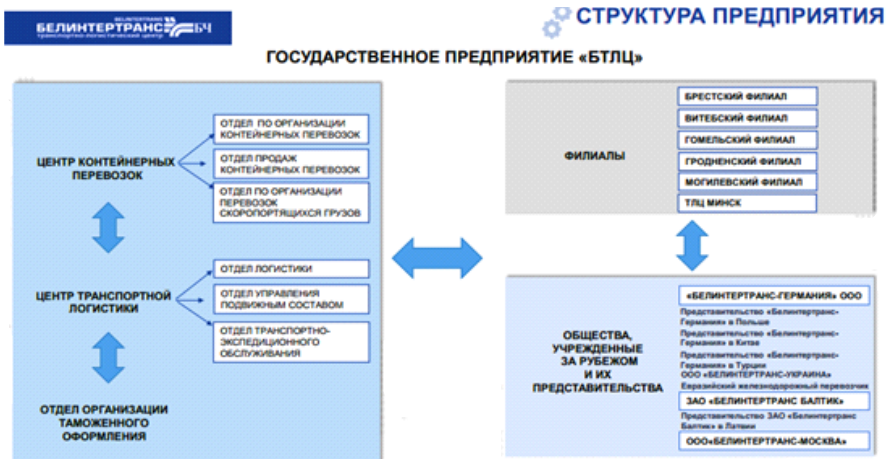 BELINTERTRANS
БЕЛИНТЕРТРАНС БЧ
транспортно-логистический центр
СТРУКТУРА ПРЕДПРИЯТИЯ
ГОСУДАРСТВЕННОЕ ПРЕДПРИЯТИЕ «БТЛЦ»
ЦЕНТР КОНТЕЙНЕРНЫХ
ПЕРЕВОЗОК
ОТДЕЛ ПО ОРГАНИЗАЦИИ
КОНТЕЙНЕРНЫХ ПЕРЕВОЗОК
ОТДЕЛ ПРОДАЖ
КОНТЕЙНЕРНЫХ ПЕРЕВОЗОК
ОТДЕЛ ПО ОРГАНИЗАЦИИ
ПЕРЕВОЗОК
СКОРОПОРТЯЩИХСЯ ГРУЗОВ
ЦЕНТР ТРАНСПОРТНОЙ
ЛОГИСТИКИ
ОТДЕЛ ЛОГИСТИКИ
ОТДЕЛ УПРАВЛЕНИЯ
ПОДВИЖНЫМ СОСТАВОМ
ОТДЕЛ ТРАНСПОРТНО-
ЭКСПЕДИЦИОННОГО
ОБСЛУЖИВАНИЯ
ОТДЕЛ ОРГАНИЗАЦИИ
ТАМОЖЕННОГО
ОФОРМЛЕНИЯ
ФИЛИАЛЫ
БРЕСТСКИЙ ФИЛИАЛ
ВИТЕБСКИЙ ФИЛИАЛ
ГОМЕЛЬСКИЙ ФИЛИАЛ
ГРОДНЕНСКИЙ ФИЛИАЛ
МОГИЛЕВСКИЙ ФИЛИАЛ
ТЛЦ МИНСК
ОБЩЕСТВА,
УЧРЕЖДЕННЫЕ
ЗА РУБЕЖОМ
И ИХ
ПРЕДСТАВИТЕЛЬСТВА
«БЕЛИНТЕРТРАНС-ГЕРМАНИЯ» ООО
Представительство «Белинтертранс-
Германия» в Польше
Представительство «Белинтертранс-
Германия» в Китае
Представительство «Белинтертранс-
Германия» в Турции
ООО «БЕЛИНТЕРТРАНС-УКРАИНА»
Евразийский железнодорожный перевозчик
ЗАО «БЕЛИНТЕРТРАНС БАЛТИК»
Представительство ЗАО «Белинтертранс
Балтик» в Латвии
ООО«БЕЛИНТЕРТРАНС-МОСКВА»